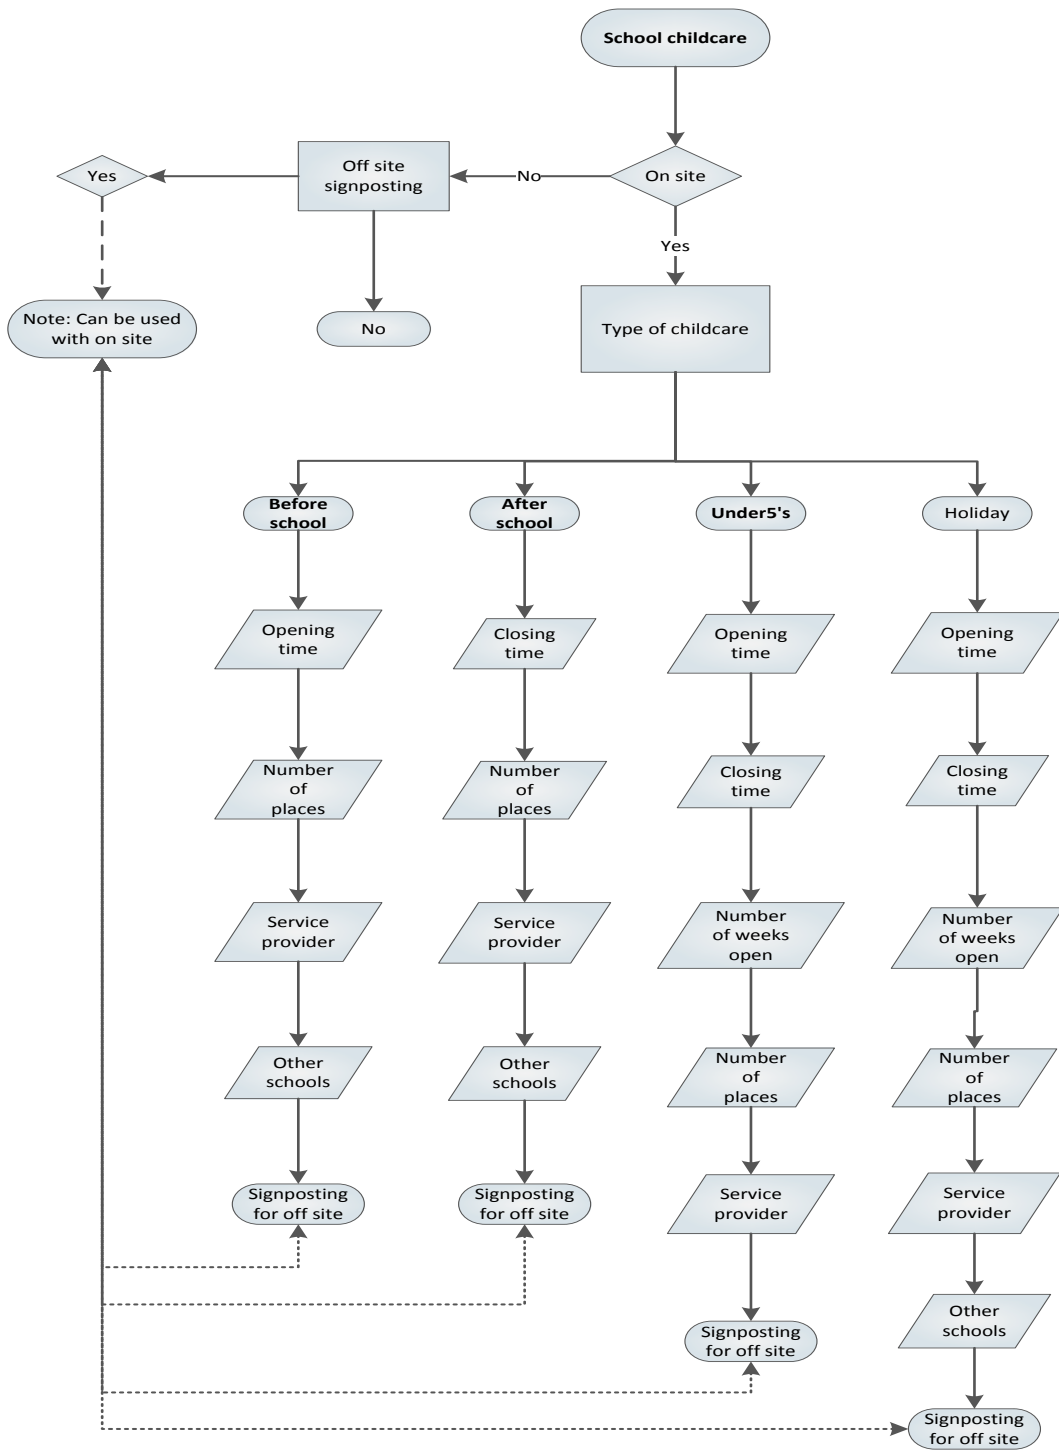 School childcare
Yes
Off site
signposting
No
On site
Yes
Note: Can be used
with on site
No
Type of childcare
Before
school
After
school
Under5's
Holiday
Opening
time
Closing
time
Opening
time
Opening
time
Number
of
places
Number
of
places
Closing
time
Closing
time
Service
provider
Service
provider
Number
of weeks
open
Number
of weeks
open
Other
schools
Other
schools
Number
of
places
Number
of
places
Signposting
for off site
Signposting
for off site
Service
provider
Service
provider
Signposting
for off site
Other
schools
Signposting
for off site